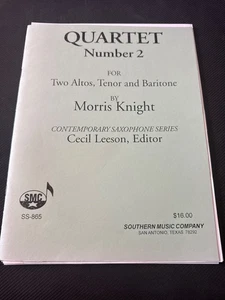 QUARTET
Number 2
FOR
Two Altos, Tenor and Baritone
BY
Morris Knight
CONTEMPORARY SAXOPHONE SERIES
Cecil Leeson, Editor
SMC
SS-865
$16.00
SOUTHERN MUSIC COMPANY
SAN ANTONIO, TEXAS 78292